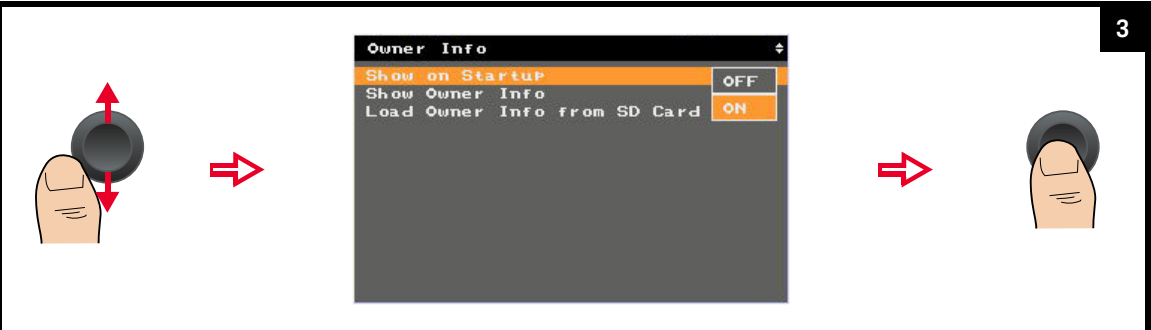 3
Owner Info
Show on Startup
OFF
Show Owner Info
Load Owner Info from SD Card
ON